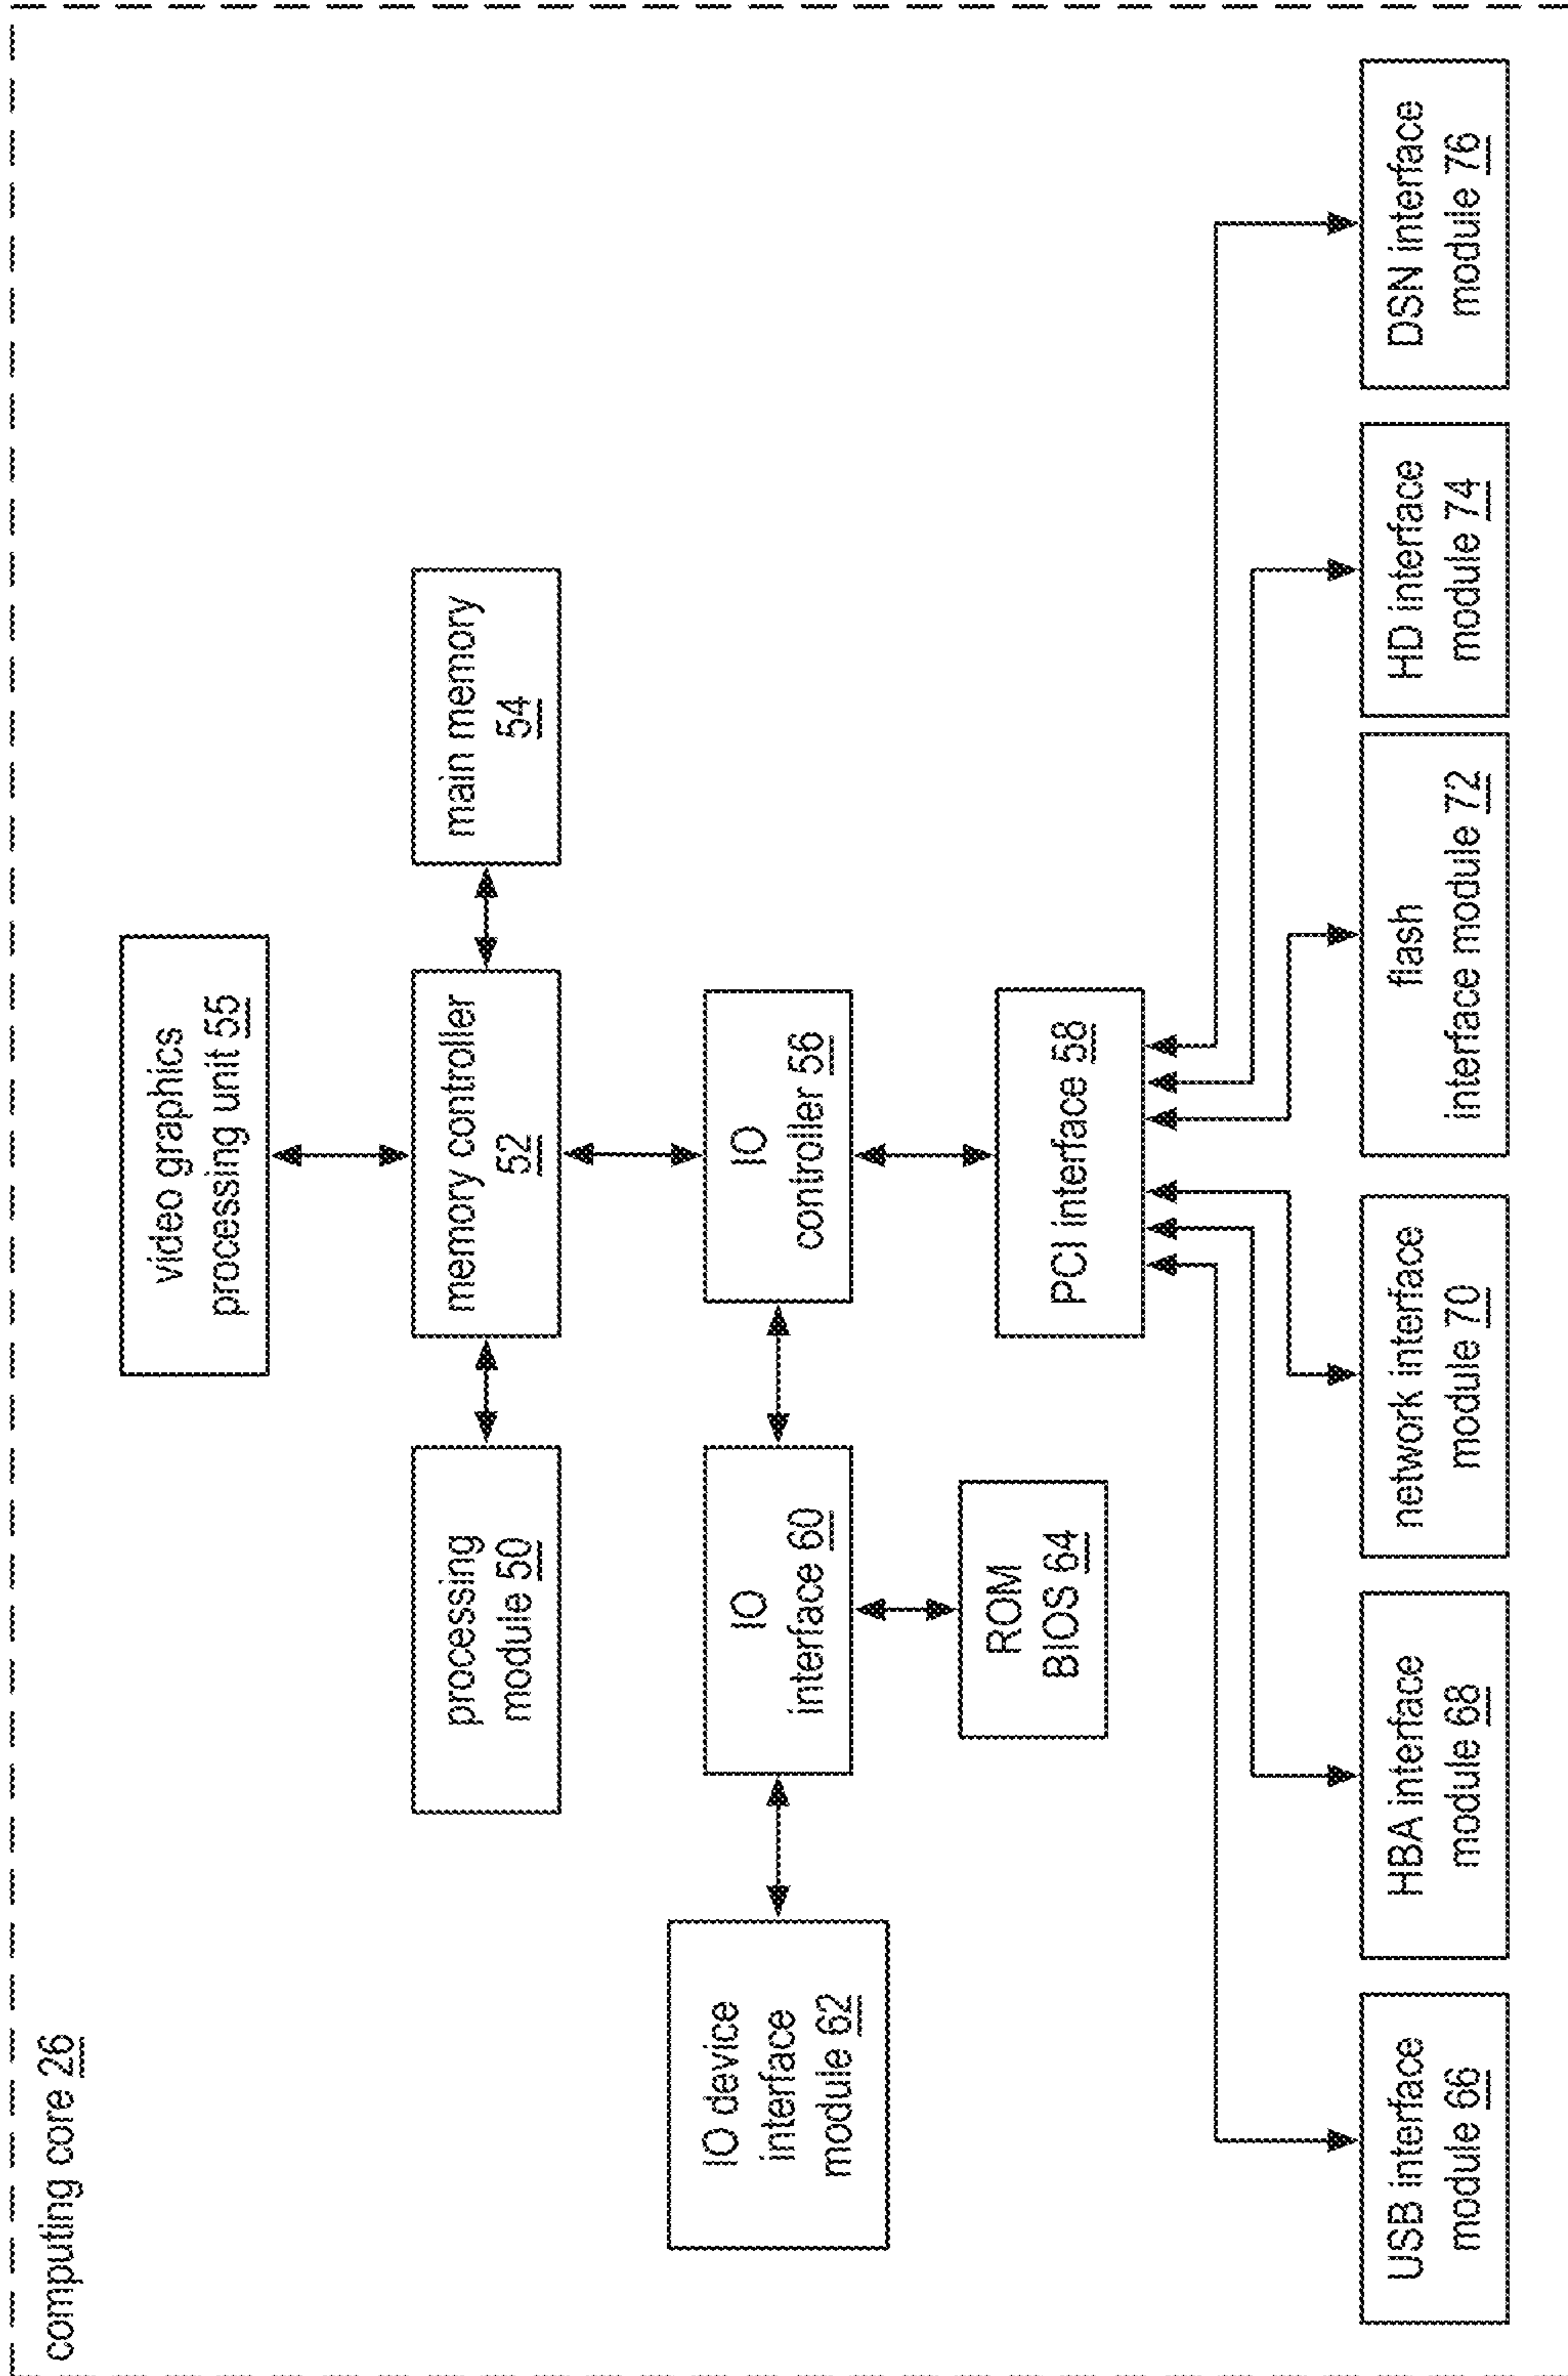 computing core 26
video graphics
processing unit 55
processing
module 50
memory controller
52
main memory
54
IO device
interface
module 62
IO
interface 60
IO
controller 56
ROM
BIOS 64
PCI interface 58
USB interface
module 66
HBA interface
module 68
network interface
module 70
flash
interface module 72
HD interface
module 74
DSN interface
module 76